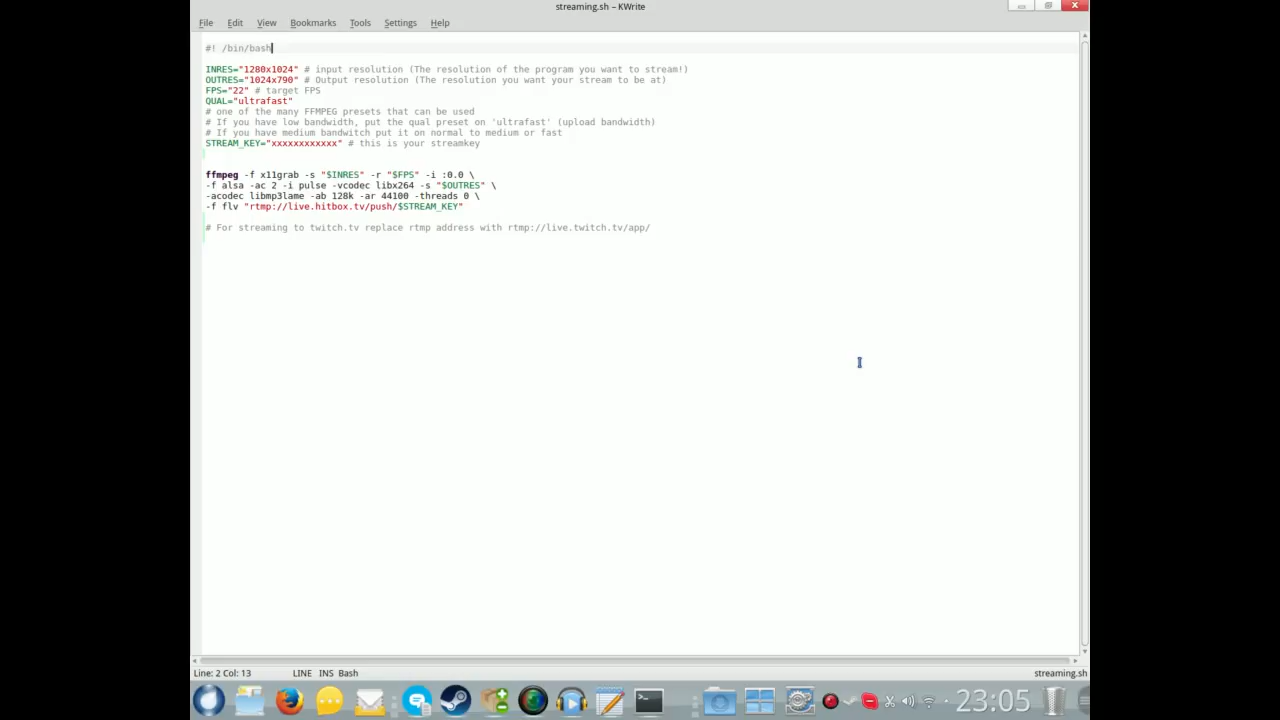 streaming.sh – KWrite
File Edit View Bookmarks Tools Settings Help
#! /bin/bash
INRES="1280x1024" # input resolution (The resolution of the program you want to stream!)
OUTRES="1024x790" # Output resolution (The resolution you want your stream to be at)
FPS="22" # target FPS
QUAL="ultrafast"
# one of the many FFMPEG presets that can be used
# If you have low bandwidth, put the qual preset on 'ultrafast' (upload bandwidth)
# If you have medium bandwitch put it on normal to medium or fast
STREAM_KEY="xxxxxxxxxxxx" # this is your streamkey
ffmpeg -f x11grab -s "$INRES" -r "$FPS" -i :0.0 \
-f alsa -ac 2 -i pulse -vcodec libx264 -s "$OUTRES" \
-acodec libmp3lame -ab 128k -ar 44100 -threads 0 \
-f flv "rtmp://live.hitbox.tv/push/$STREAM_KEY"
# For streaming to twitch.tv replace rtmp address with rtmp://live.twitch.tv/app/
Line: 2 Col: 13 LINE INS Bash streaming.sh
23:05